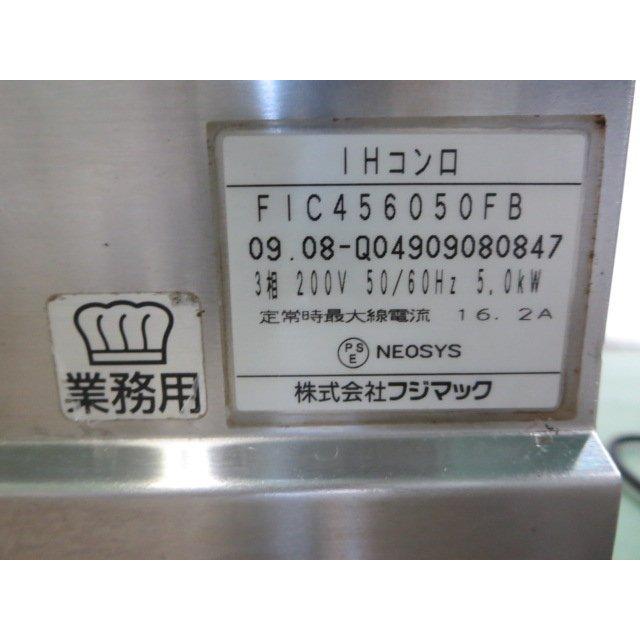 IHコンロ
FIC456050FB
09.08-Q04909080847
3相 200V 50/60Hz 5.0kW
定常時最大線電流 16.2A
PSE NEOSYS
株式会社フジマック
業務用